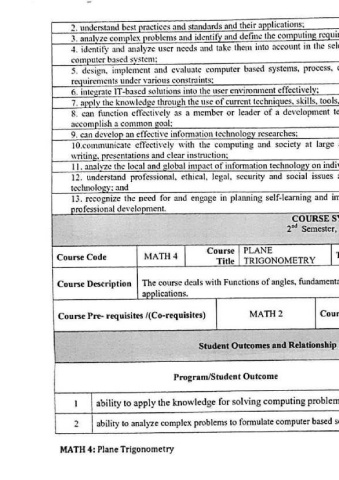 2. understand best practices and standards and their applications;
3. analyze complex problems and identify and define the computing requir
4. identify and analyze user needs and take them into account in the sele
computer based system;
5. design, implement and evaluate computer based systems, process, c
requirements under various constraints;
6. integrate IT-based solutions into the user environment effectively;
7. apply the knowledge through the use of current techniques, skills, tools,
8. can function effectively as a member or leader of a development te
accomplish a common goal;
9. can develop an effective information technology researches;
10.communicate effectively with the computing and society at large
writing, presentations and clear instruction;
11. analyze the local and global impact of information technology on indiv
12. understand professional, ethical, legal, security and social issues a
technology; and
13. recognize the need for and engage in planning self-learning and im
professional development.
COURSE SY
2nd Semester,
Course Code MATH 4 Course Title PLANE TRIGONOMETRY T
Course Description The course deals with Functions of angles, fundamenta
applications.
Course Pre- requisites /(Co-requisites) MATH 2 Cour
Student Outcomes and Relationship
Program/Student Outcome
1 ability to apply the knowledge for solving computing problem
2 ability to analyze complex problems to formulate computer based so
MATH 4: Plane Trigonometry